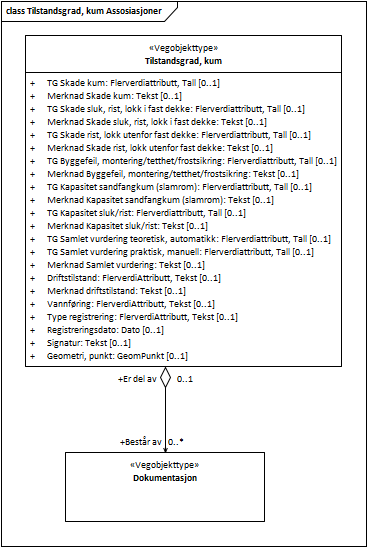 class Tilstandsgrad, kum Assosiasjoner
«Vegobjekttype»
Tilstandsgrad, kum
+ TG Skade kum: Flerverdiattributt, Tall [0..1]
+ Merknad Skade kum: Tekst [0..1]
+ TG Skade sluk, rist, lokk i fast dekke: Flerverdiattributt, Tall [0..1]
+ Merknad Skade sluk, rist, lokk i fast dekke: Tekst [0..1]
+ TG Skade rist, lokk utenfor fast dekke: Flerverdiattributt, Tall [0..1]
+ Merknad Skade rist, lokk utenfor fast dekke: Tekst [0..1]
+ TG Byggefeil, montering/tetthet/frostsikring: Flerverdiattributt, Tall [0..1]
+ Merknad Byggefeil, montering/tetthet/frostsikring: Tekst [0..1]
+ TG Kapasitet sandfangkum (slamrom): Flerverdiattributt, Tall [0..1]
+ Merknad Kapasitet sandfangkum (slamrom): Tekst [0..1]
+ TG Kapasitet sluk/rist: Flerverdiattributt, Tall [0..1]
+ Merknad Kapasitet sluk/rist: Tekst [0..1]
+ TG Samlet vurdering teoretisk, automatikk: Flerverdiattributt, Tall [0..1]
+ TG Samlet vurdering praktisk, manuell: Flerverdiattributt, Tall [0..1]
+ Merknad Samlet vurdering: Tekst [0..1]
+ Driftstilstand: FlerverdiAttributt, Tekst [0..1]
+ Merknad driftstilstand: Tekst [0..1]
+ Vannføring: FlerverdiAttributt, Tekst [0..1]
+ Type registrering: FlerverdiAttributt, Tekst [0..1]
+ Registreringsdato: Dato [0..1]
+ Signatur: Tekst [0..1]
+ Geometri, punkt: GeomPunkt [0..1]
+Er del av 0..1
+Består av 0..*
«Vegobjekttype»
Dokumentasjon